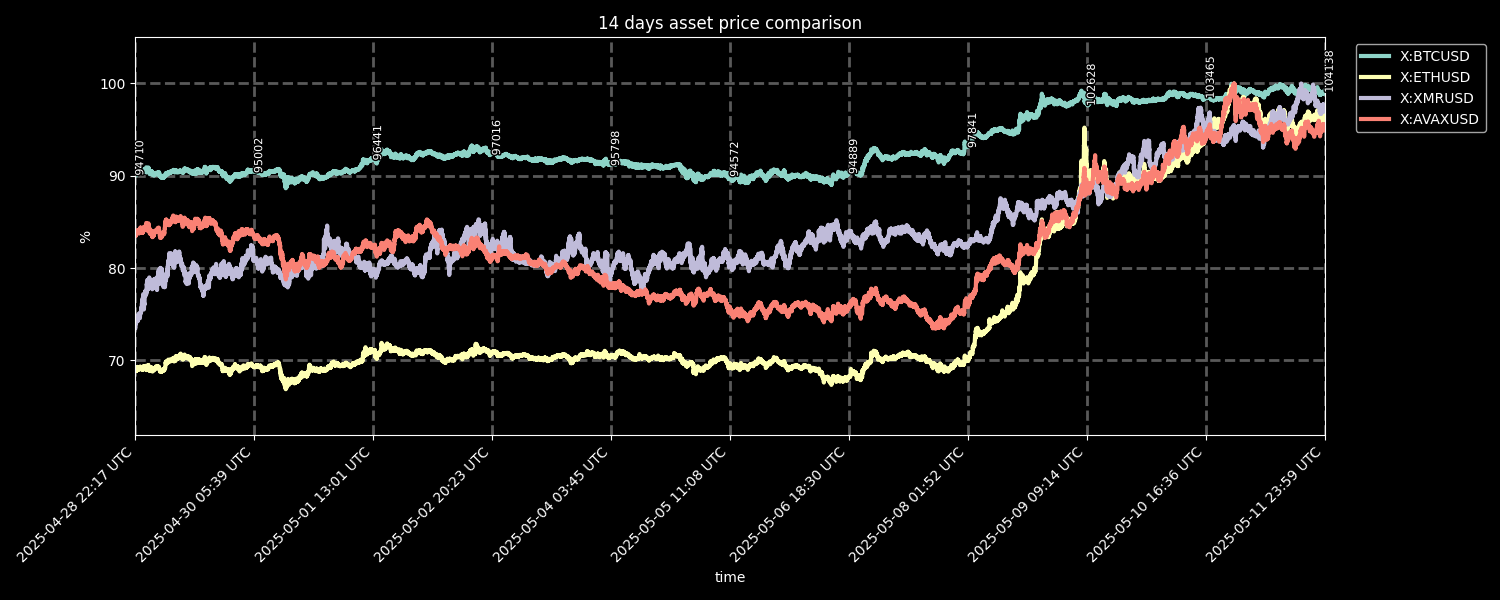 14 days asset price comparison
X:BTCUSD
X:ETHUSD
X:XMRUSD
X:AVAXUSD
%
100
90
80
70
94710
95002
96441
97016
95798
94572
94889
97841
102628
103465
104138
2025-04-28 22:17 UTC
2025-04-30 05:39 UTC
2025-05-01 13:01 UTC
2025-05-02 20:23 UTC
2025-05-04 03:45 UTC
2025-05-05 11:08 UTC
2025-05-06 18:30 UTC
2025-05-08 01:52 UTC
2025-05-09 09:14 UTC
2025-05-10 16:36 UTC
2025-05-11 23:59 UTC
time